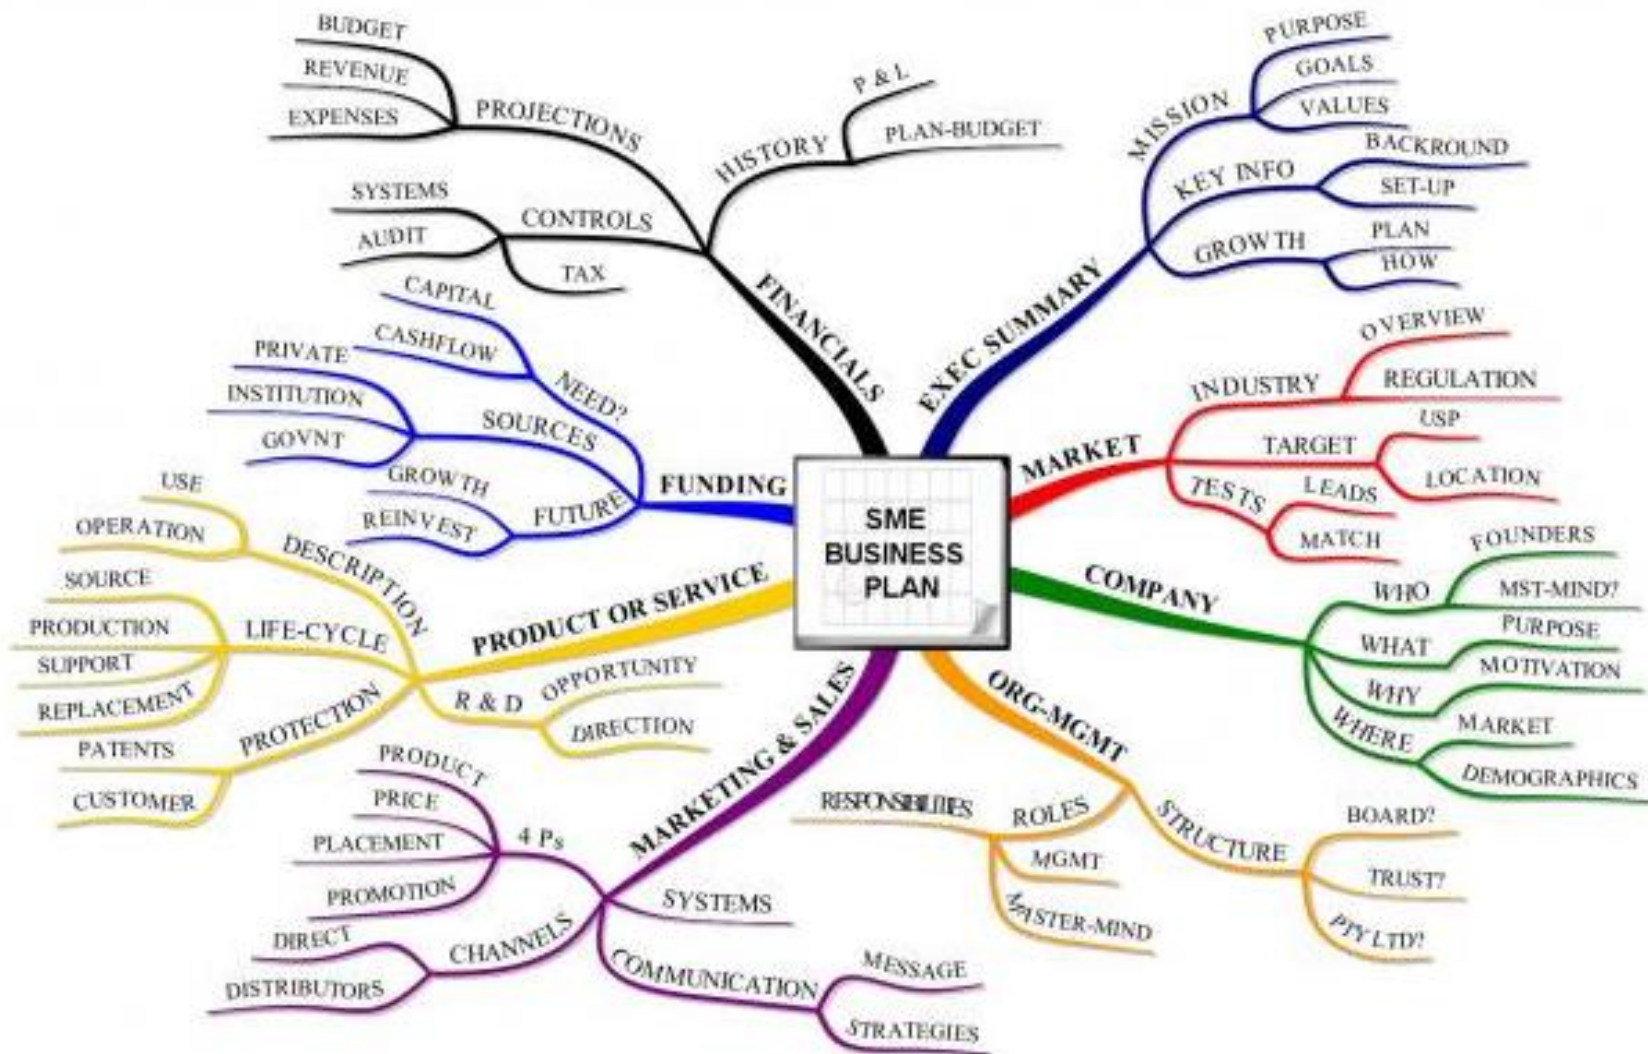 SME
BUSINESS
PLAN
EXEC SUMMARY
MISSION
PURPOSE
GOALS
VALUES
KEY INFO
BACKROUND
SET-UP
GROWTH
PLAN
HOW
MARKET
INDUSTRY
OVERVIEW
REGULATION
TARGET
USP
LOCATION
TESTS
LEADS
MATCH
COMPANY
WHO
FOUNDERS
MST-MIND?
WHAT
PURPOSE
WHY
MOTIVATION
WHERE
MARKET
DEMOGRAPHICS
ORG-MGMT
STRUCTURE
BOARD?
TRUST?
PTY LTD?
ROLES
RESPONSIBILITIES
MGMT
MASTER-MIND
MARKETING & SALES
SYSTEMS
COMMUNICATION
MESSAGE
STRATEGIES
CHANNELS
DIRECT
DISTRIBUTORS
4 Ps
PRODUCT
PRICE
PLACEMENT
PROMOTION
PRODUCT OR SERVICE
R & D
OPPORTUNITY
DIRECTION
PROTECTION
PATENTS
CUSTOMER
LIFE-CYCLE
SOURCE
PRODUCTION
SUPPORT
REPLACEMENT
DESCRIPTION
USE
OPERATION
FUNDING
FUTURE
GROWTH
REINVEST
SOURCES
PRIVATE
INSTITUTION
GOVNT
NEED?
CAPITAL
CASHFLOW
FINANCIALS
CONTROLS
SYSTEMS
AUDIT
TAX
PROJECTIONS
BUDGET
REVENUE
EXPENSES
HISTORY
P & L
PLAN-BUDGET